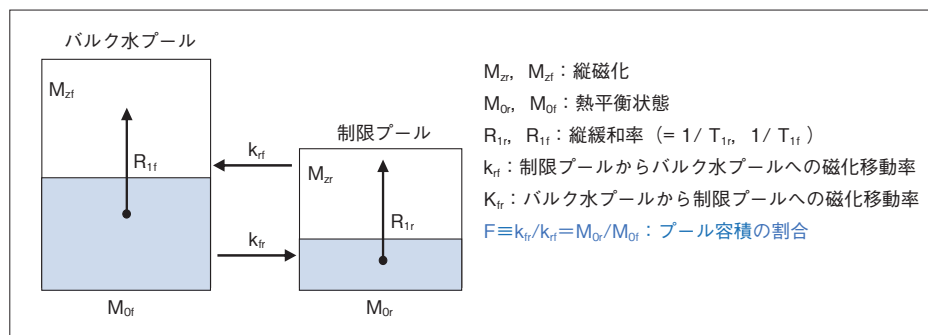 バルク水プール
Mzf
R1f
M0f
krf
kfr
制限プール
Mzr
R1r
M0r
Mzr, Mzf：縦磁化
M0r, M0f：熱平衡状態
R1r, R1f：縦緩和率（= 1/ T1r, 1/ T1f ）
krf：制限プールからバルク水プールへの磁化移動率
Kfr：バルク水プールから制限プールへの磁化移動率
F≡kfr/krf=M0r/M0f：プール容積の割合